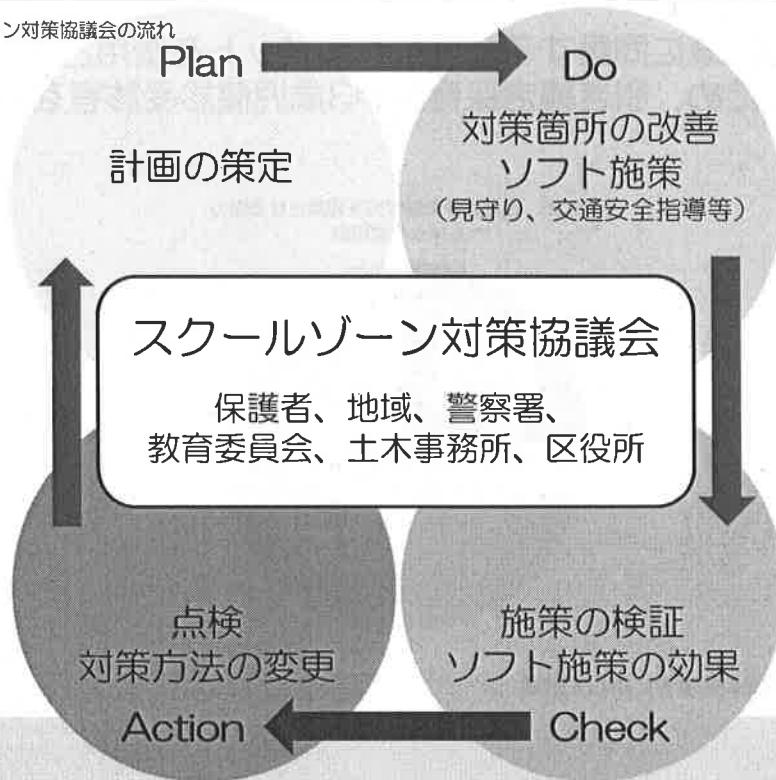 ン対策協議会の流れ
Plan
Do
計画の策定
対策箇所の改善
ソフト施策
(見守り、交通安全指導等)
スクールゾーン対策協議会
保護者、地域、警察署、
教育委員会、土木事務所、区役所
点検
対策方法の変更
Action
施策の検証
ソフト施策の効果
Check